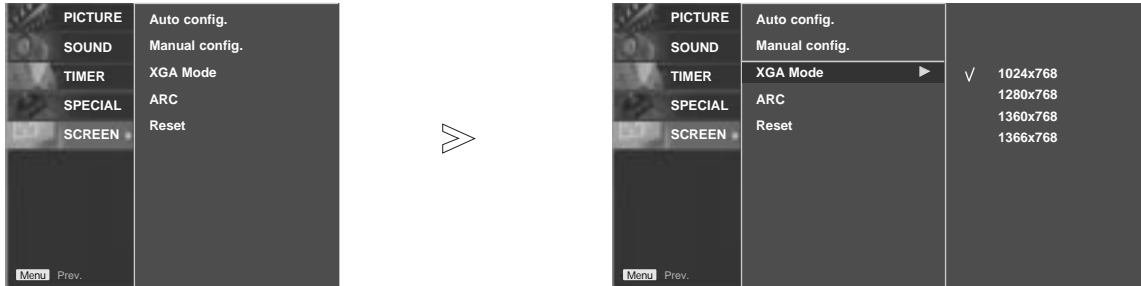 PICTURE
SOUND
TIMER
SPECIAL
SCREEN
Auto config.
Manual config.
XGA Mode
ARC
Reset
Menu Prev.
PICTURE
SOUND
TIMER
SPECIAL
SCREEN
Auto config.
Manual config.
XGA Mode
ARC
Reset
√ 1024x768
1280x768
1360x768
1366x768
Menu Prev.